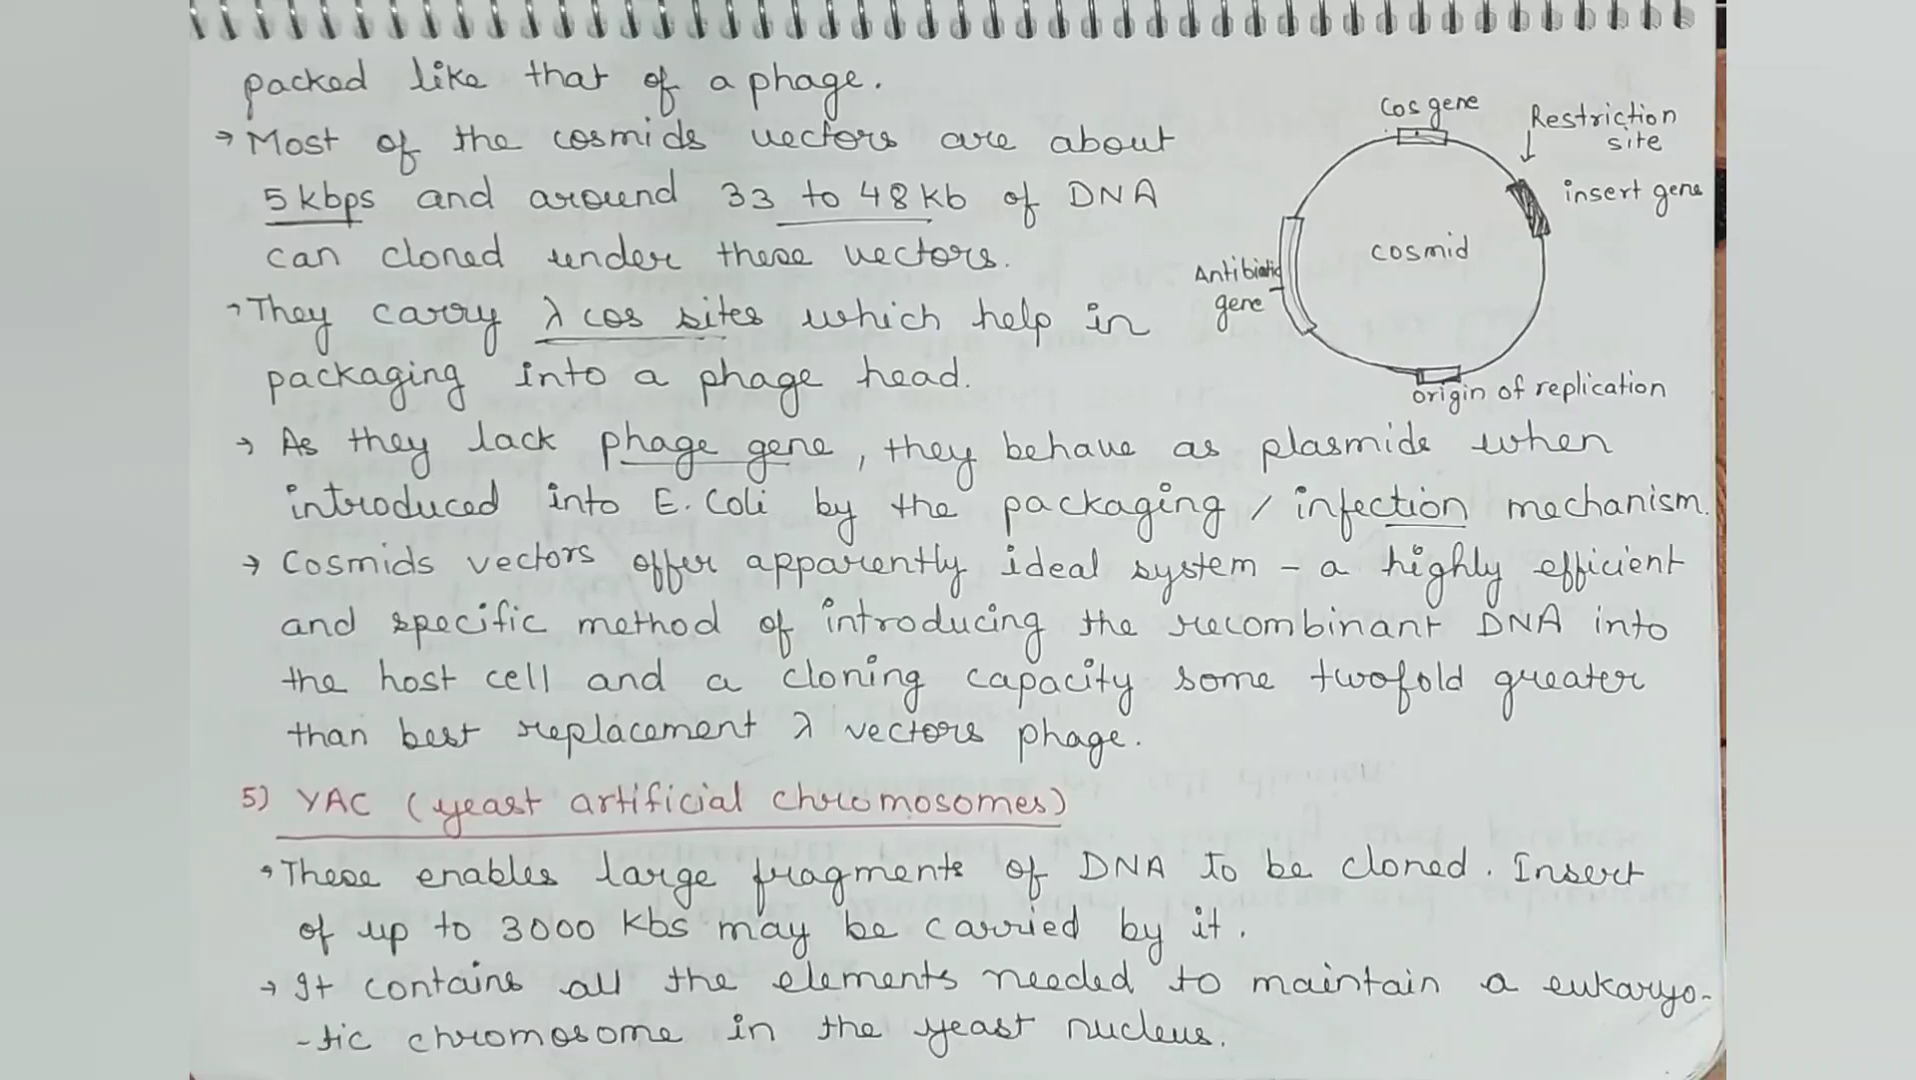 packed like that of a phage.
→ Most of the cosmids vectors are about
5 kbps and around 33 to 48 kb of DNA
can cloned under these vectors.
→ They carry λ cos sites which help in
packaging into a phage head.
Cos gene
Restriction
site
insert gene
cosmid
Antibiotic
gene
origin of replication
→ As they lack phage gene, they behave as plasmids when
introduced into E. Coli by the packaging / infection mechanism.
→ Cosmids vectors offer apparently ideal system - a highly efficient
and specific method of introducing the recombinant DNA into
the host cell and a cloning capacity some twofold greater
than best replacement λ vectors phage.
5) YAC (yeast artificial chromosomes)
→ These enables large fragments of DNA to be cloned. Insert
of up to 3000 kbs may be carried by it.
→ It contains all the elements needed to maintain a eukaryo-
-tic chromosome in the yeast nucleus.